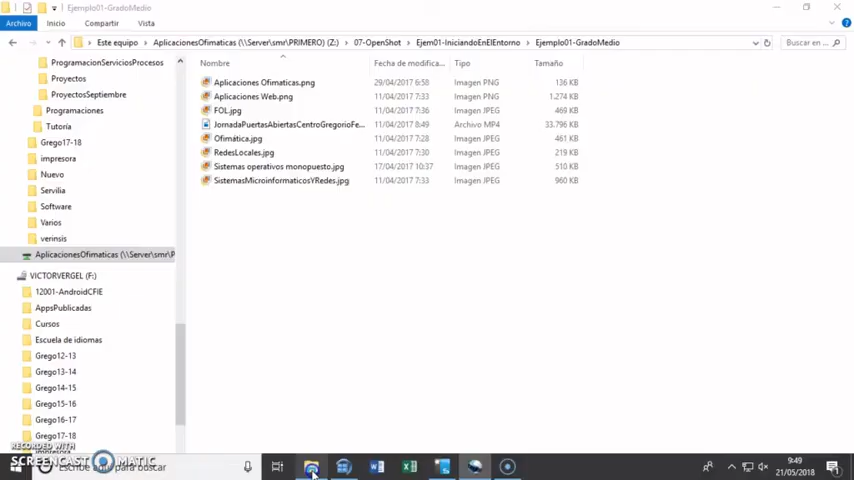 Ejemplo01-GradoMedio
Archivo Inicio Compartir Vista
Este equipo AplicacionesOfimaticas (\\Server\smr\PRIMERO) (Z:) 07-OpenShot Ejem01-IniciandoEnElEntorno Ejemplo01-GradoMedio Buscar en ...
ProgramacionServiciosProcesos
Proyectos
ProyectosSeptiembre
Programaciones
Tutoría
Grego17-18
impresora
Nuevo
Servilia
Software
Varios
verinsis
AplicacionesOfimaticas (\\Server\smr\P
VICTORVERGEL (F:)
12001-AndroidCFIE
AppsPublicadas
Cursos
Escuela de idiomas
Grego12-13
Grego13-14
Grego14-15
Grego15-16
Grego16-17
Grego17-18
Nombre Fecha de modifica... Tipo Tamaño
Aplicaciones Ofimaticas.png 29/04/2017 6:58 Imagen PNG 136 KB
Aplicaciones Web.png 11/04/2017 7:33 Imagen PNG 1.274 KB
FOL.jpg 11/04/2017 7:36 Imagen JPEG 469 KB
JornadaPuertasAbiertasCentroGregorioFe... 11/04/2017 8:49 Archivo MP4 33.796 KB
Ofimática.jpg 11/04/2017 7:28 Imagen JPEG 461 KB
RedesLocales.jpg 11/04/2017 7:30 Imagen JPEG 219 KB
Sistemas operativos monopuesto.jpg 17/04/2017 10:37 Imagen JPEG 510 KB
SistemasMicroinformaticosYRedes.jpg 11/04/2017 7:33 Imagen JPEG 960 KB
RECORDED WITH
SCREENCAST MATIC
Escribe aquí para buscar
9:49
21/05/2018